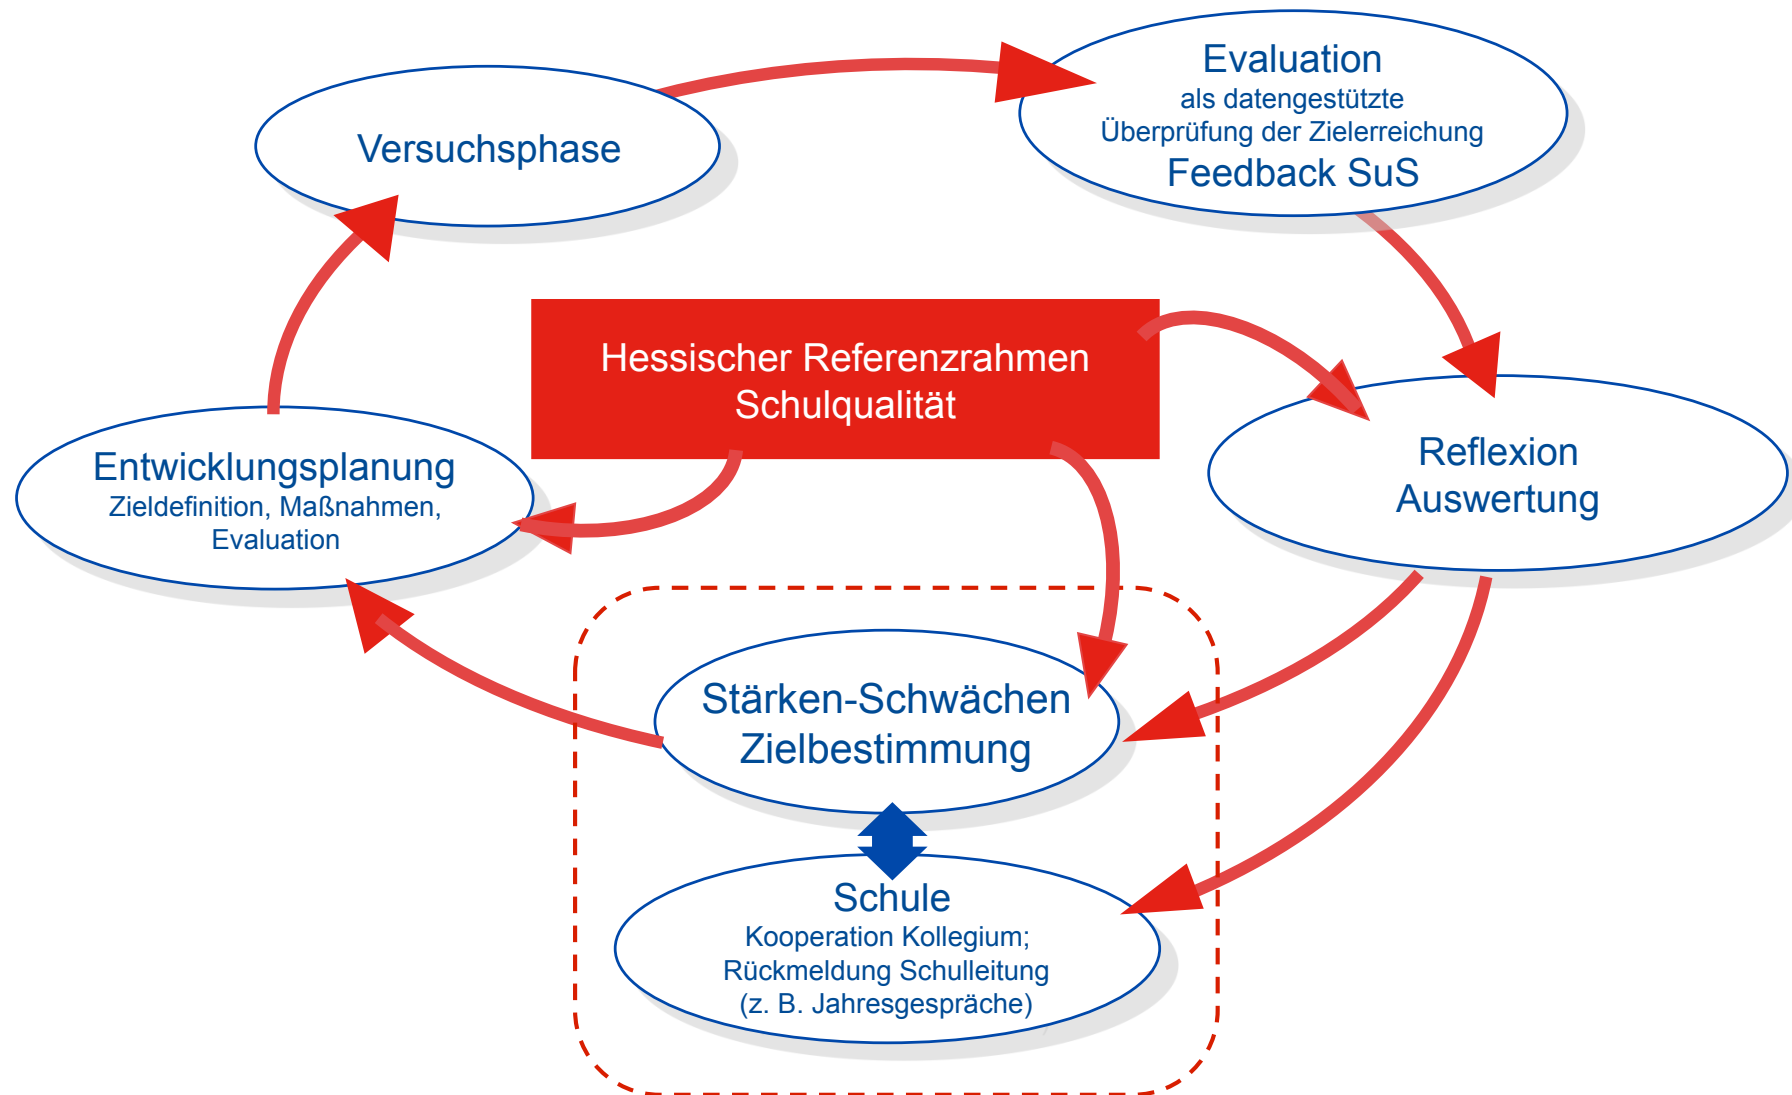 Evaluation
als datengestützte
Überprüfung der Zielerreichung
Feedback SuS
Versuchsphase
Hessischer Referenzrahmen
Schulqualität
Entwicklungsplanung
Zieldefinition, Maßnahmen,
Evaluation
Reflexion
Auswertung
Stärken-Schwächen
Zielbestimmung
Schule
Kooperation Kollegium;
Rückmeldung Schulleitung
(z. B. Jahresgespräche)